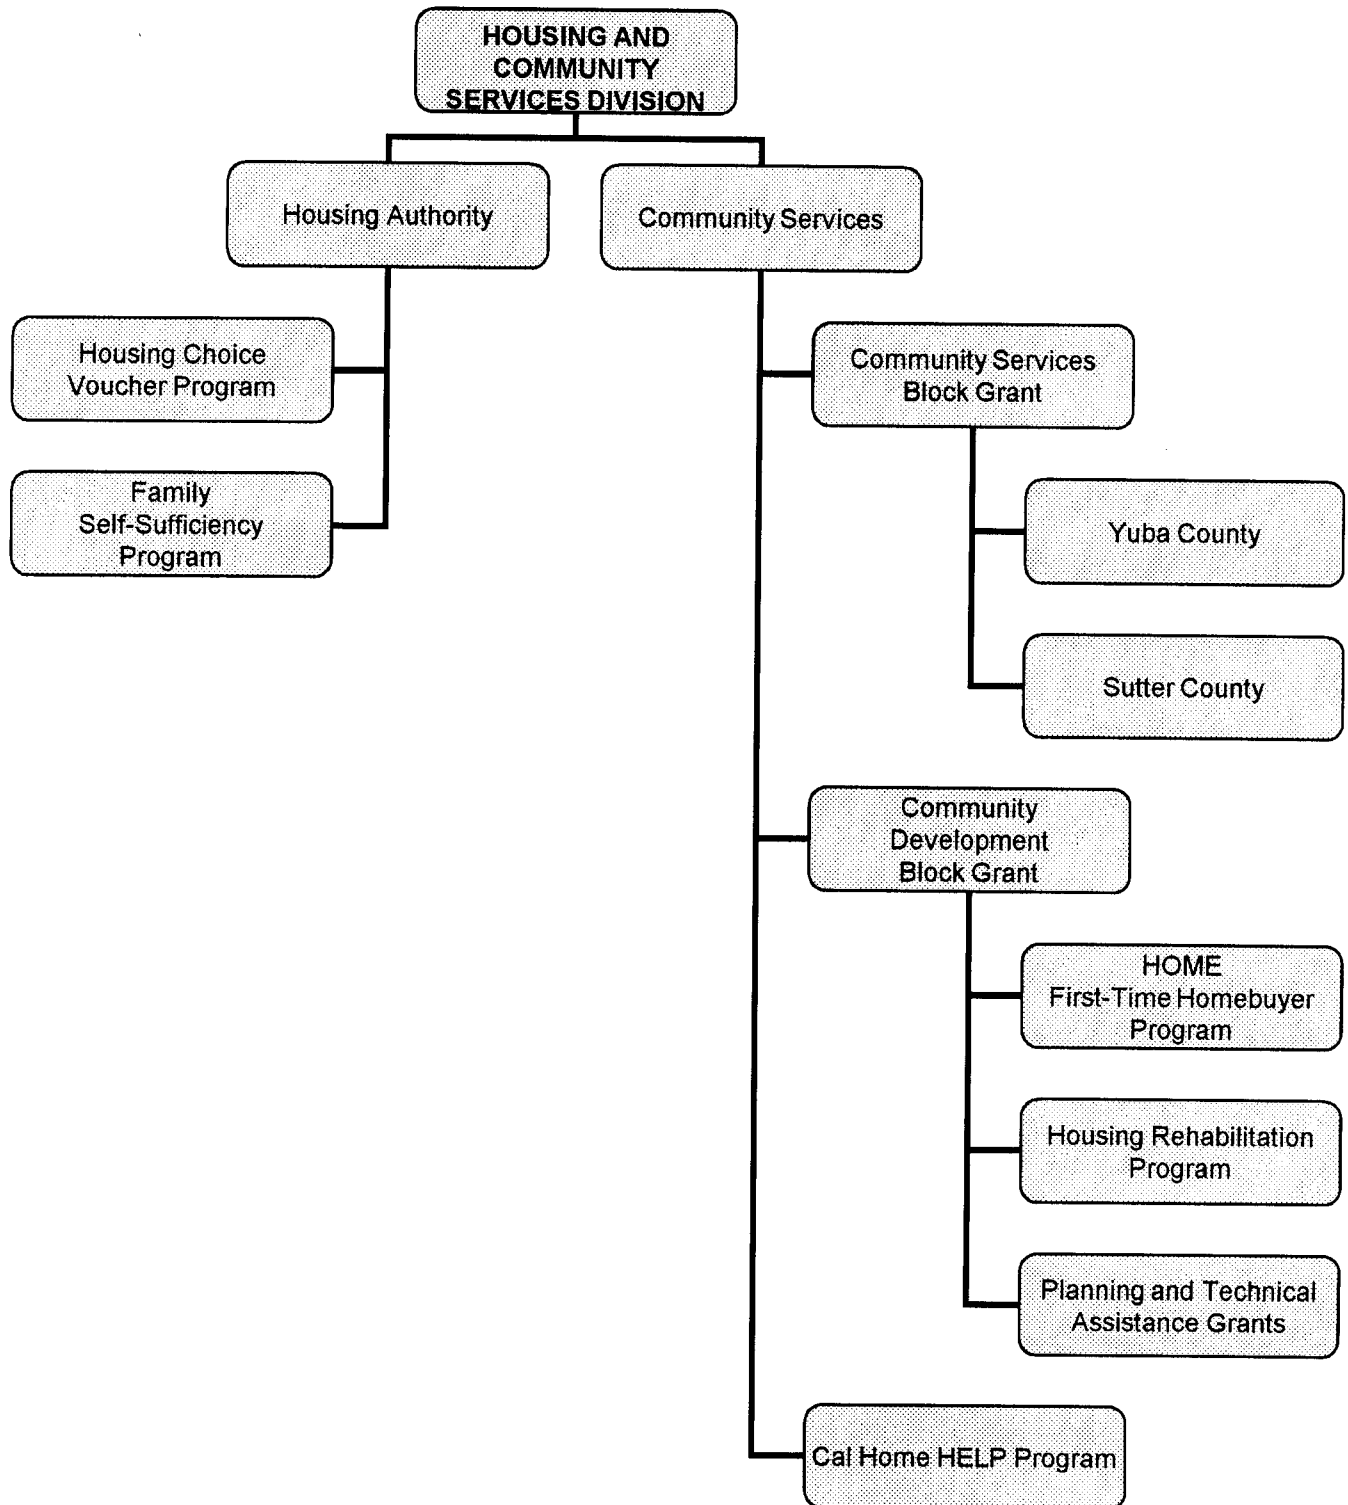 HOUSING AND
COMMUNITY
SERVICES DIVISION
Housing Authority
Community Services
Housing Choice
Voucher Program
Family
Self-Sufficiency
Program
Community Services
Block Grant
Yuba County
Sutter County
Community
Development
Block Grant
HOME
First-Time Homebuyer
Program
Housing Rehabilitation
Program
Planning and Technical
Assistance Grants
Cal Home HELP Program